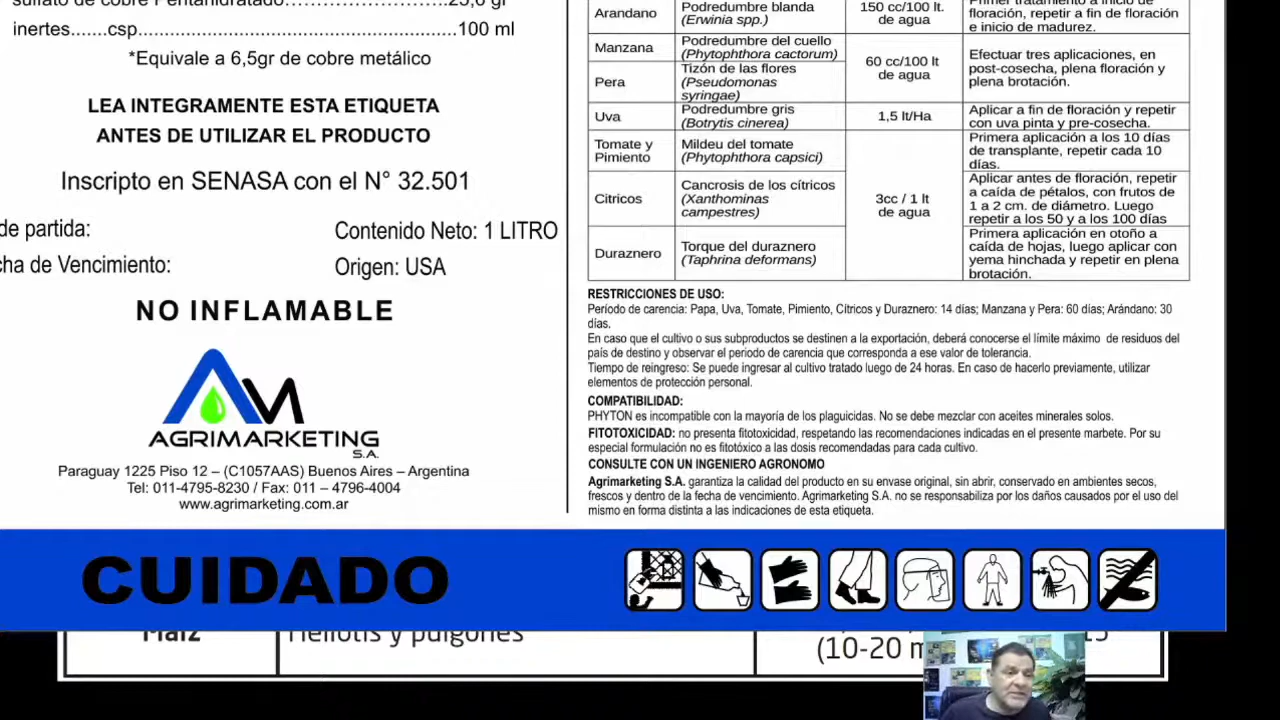 sulfato de cobre Pentahidratado……………………..25,6 gr
inertes.......csp.....................................................100 ml
*Equivale a 6,5gr de cobre metálico
LEA INTEGRAMENTE ESTA ETIQUETA
ANTES DE UTILIZAR EL PRODUCTO
Inscripto en SENASA con el N° 32.501
de partida:
Contenido Neto: 1 LITRO
ha de Vencimiento:
Origen: USA
NO INFLAMABLE
AM
AGRIMARKETING
S.A.
Paraguay 1225 Piso 12 – (C1057AAS) Buenos Aires – Argentina
Tel: 011-4795-8230 / Fax: 011 – 4796-4004
www.agrimarketing.com.ar
Arandano
Podredumbre blanda
(Erwinia spp.)
150 cc/100 lt.
de agua
Primer tratamiento a inicio de
floración, repetir a fin de floración
e inicio de madurez.
Manzana
Podredumbre del cuello
(Phytophthora cactorum)
60 cc/100 lt
de agua
Efectuar tres aplicaciones, en
post-cosecha, plena floración y
plena brotación.
Pera
Tizón de las flores
(Pseudomonas
syringae)
Uva
Podredumbre gris
(Botrytis cinerea)
1,5 lt/Ha
Aplicar a fin de floración y repetir
con uva pinta y pre-cosecha.
Tomate y
Pimiento
Mildeu del tomate
(Phytophthora capsici)
3cc / 1 lt
de agua
Primera aplicación a los 10 días
de transplante, repetir cada 10
días.
Citricos
Cancrosis de los cítricos
(Xanthominas
campestres)
Aplicar antes de floración, repetir
a caída de pétalos, con frutos de
1 a 2 cm. de diámetro. Luego
repetir a los 50 y a los 100 días
Duraznero
Torque del duraznero
(Taphrina deformans)
Primera aplicación en otoño a
caída de hojas, luego aplicar con
yema hinchada y repetir en plena
brotación.
RESTRICCIONES DE USO:
Período de carencia: Papa, Uva, Tomate, Pimiento, Cítricos y Duraznero: 14 días; Manzana y Pera: 60 días; Arándano: 30
días.
En caso que el cultivo o sus subproductos se destinen a la exportación, deberá conocerse el límite máximo de residuos del
país de destino y observar el periodo de carencia que corresponda a ese valor de tolerancia.
Tiempo de reingreso: Se puede ingresar al cultivo tratado luego de 24 horas. En caso de hacerlo previamente, utilizar
elementos de protección personal.
COMPATIBILIDAD:
PHYTON es incompatible con la mayoría de los plaguicidas. No se debe mezclar con aceites minerales solos.
FITOTOXICIDAD: no presenta fitotoxicidad, respetando las recomendaciones indicadas en el presente marbete. Por su
especial formulación no es fitotóxico a las dosis recomendadas para cada cultivo.
CONSULTE CON UN INGENIERO AGRONOMO
Agrimarketing S.A. garantiza la calidad del producto en su envase original, sin abrir, conservado en ambientes secos,
frescos y dentro de la fecha de vencimiento. Agrimarketing S.A. no se responsabiliza por los daños causados por el uso del
mismo en forma distinta a las indicaciones de esta etiqueta.
CUIDADO
Maíz
Heliotis y pulgones
(10-20 m
15